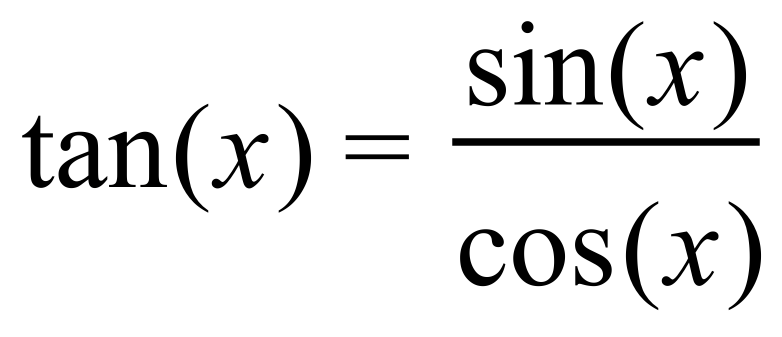 tan(x) = sin(x)/cos(x)